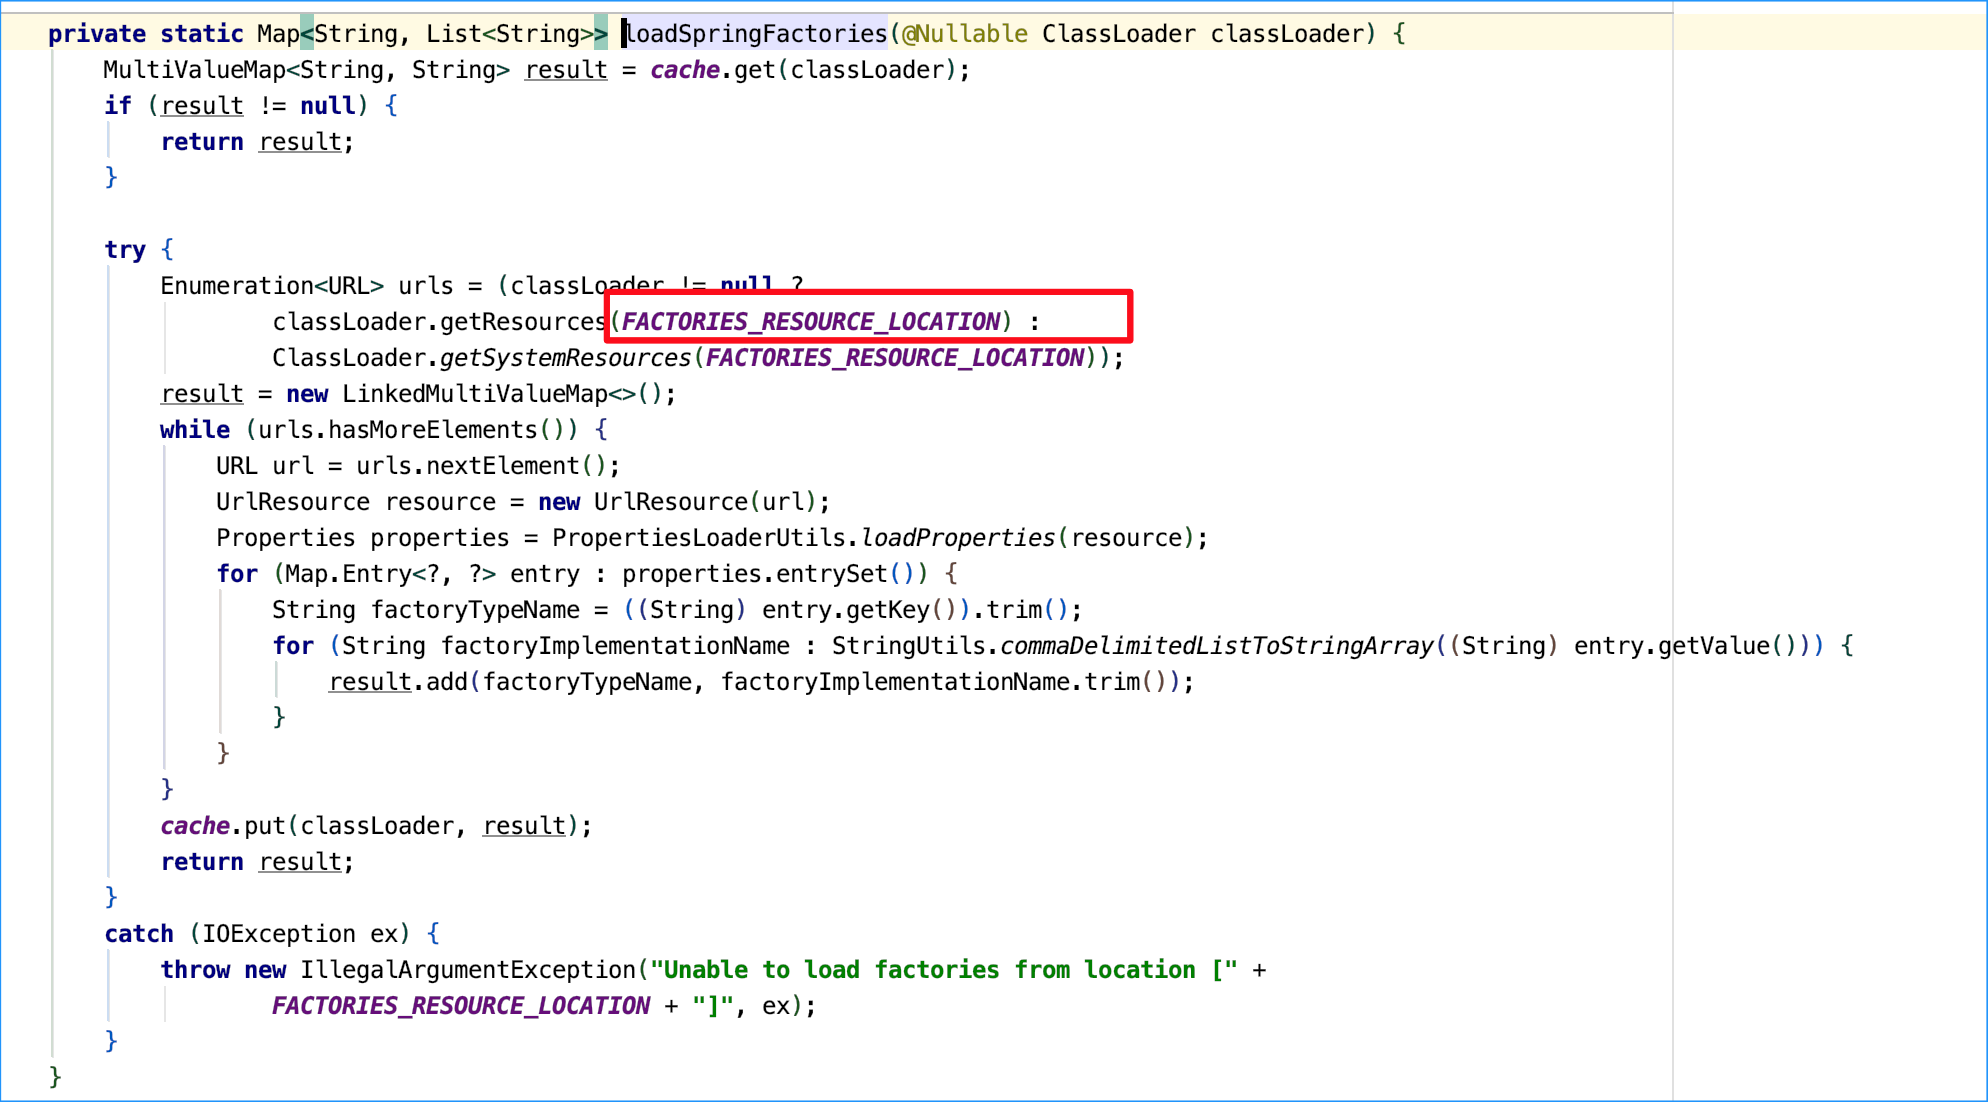 private static Map<String, List<String>> loadSpringFactories(@Nullable ClassLoader classLoader) {
MultiValueMap<String, String> result = cache.get(classLoader);
if (result != null) {
return result;
}
try {
Enumeration<URL> urls = (classLoader != null ?
classLoader.getResources(FACTORIES_RESOURCE_LOCATION) :
ClassLoader.getSystemResources(FACTORIES_RESOURCE_LOCATION));
result = new LinkedMultiValueMap<>();
while (urls.hasMoreElements()) {
URL url = urls.nextElement();
UrlResource resource = new UrlResource(url);
Properties properties = PropertiesLoaderUtils.loadProperties(resource);
for (Map.Entry<?, ?> entry : properties.entrySet()) {
String factoryTypeName = ((String) entry.getKey()).trim();
for (String factoryImplementationName : StringUtils.commaDelimitedListToStringArray((String) entry.getValue())) {
result.add(factoryTypeName, factoryImplementationName.trim());
}
}
}
cache.put(classLoader, result);
return result;
}
catch (IOException ex) {
throw new IllegalArgumentException("Unable to load factories from location [" +
FACTORIES_RESOURCE_LOCATION + "]", ex);
}
}